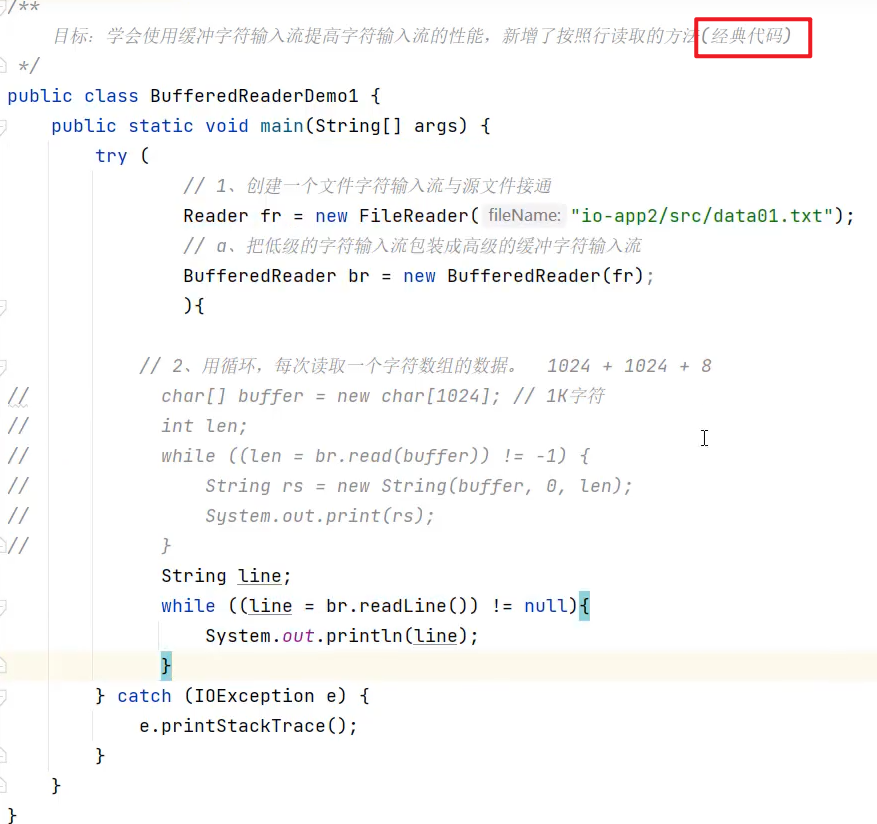 /**
目标：学会使用缓冲字符输入流提高字符输入流的性能，新增了按照行读取的方法(经典代码)
*/
public class BufferedReaderDemo1 {
public static void main(String[] args) {
try (
// 1、创建一个文件字符输入流与源文件接通
Reader fr = new FileReader( fileName: "io-app2/src/data01.txt");
// a、把低级的字符输入流包装成高级的缓冲字符输入流
BufferedReader br = new BufferedReader(fr);
){
// 2、用循环，每次读取一个字符数组的数据。 1024 + 1024 + 8
// char[] buffer = new char[1024]; // 1K字符
// int len;
// while ((len = br.read(buffer)) != -1) {
// String rs = new String(buffer, 0, len);
// System.out.print(rs);
// }
String line;
while ((line = br.readLine()) != null){
System.out.println(line);
}
} catch (IOException e) {
e.printStackTrace();
}
}
}